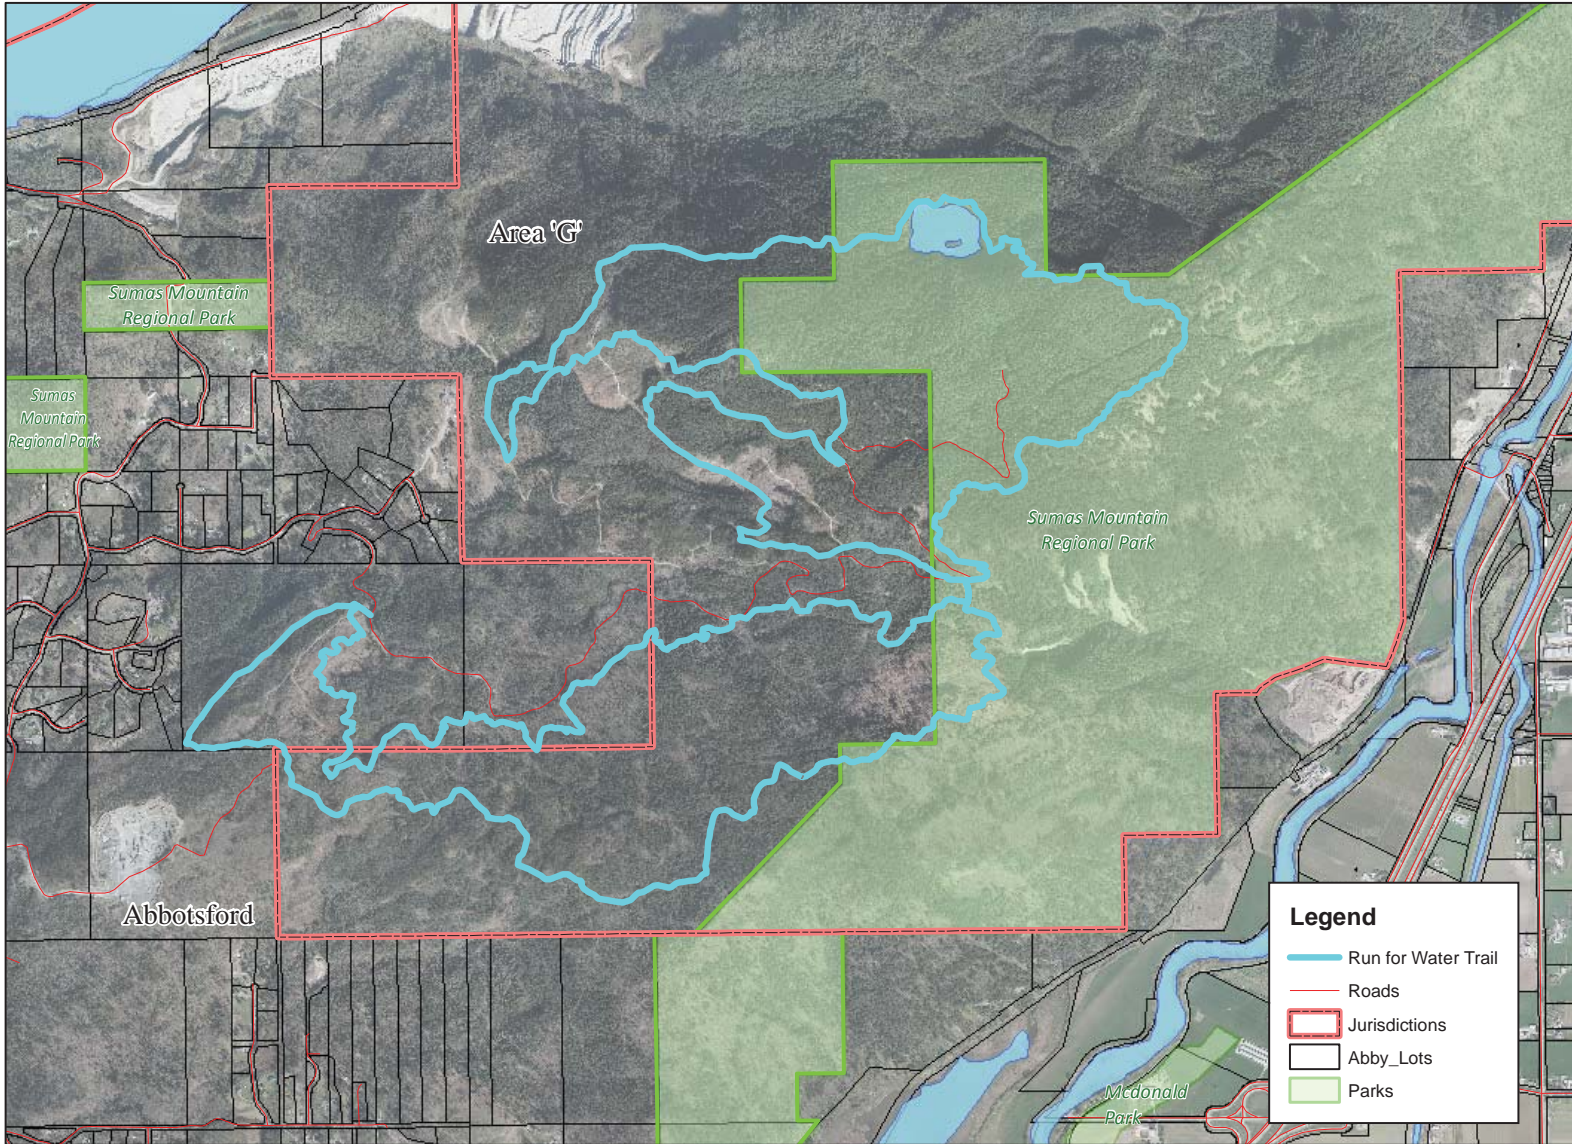 Area 'G'
Sumas Mountain
Regional Park
Sumas
Mountain
Regional Park
Sumas Mountain
Regional Park
Abbotsford
Mcdonald
Park
Legend
Run for Water Trail
Roads
Jurisdictions
Abby_Lots
Parks